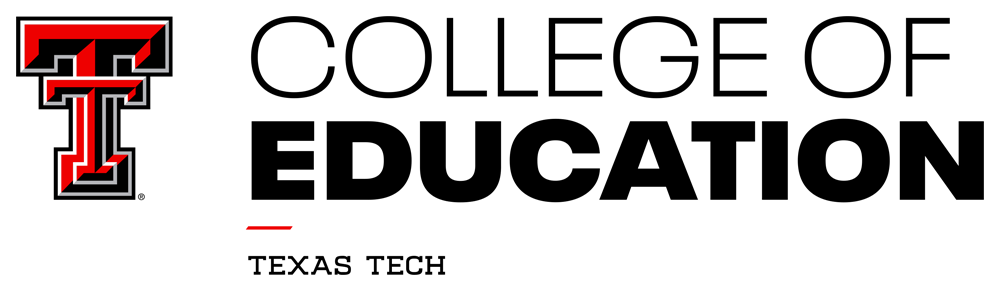 COLLEGE OF
EDUCATION
TEXAS TECH
®